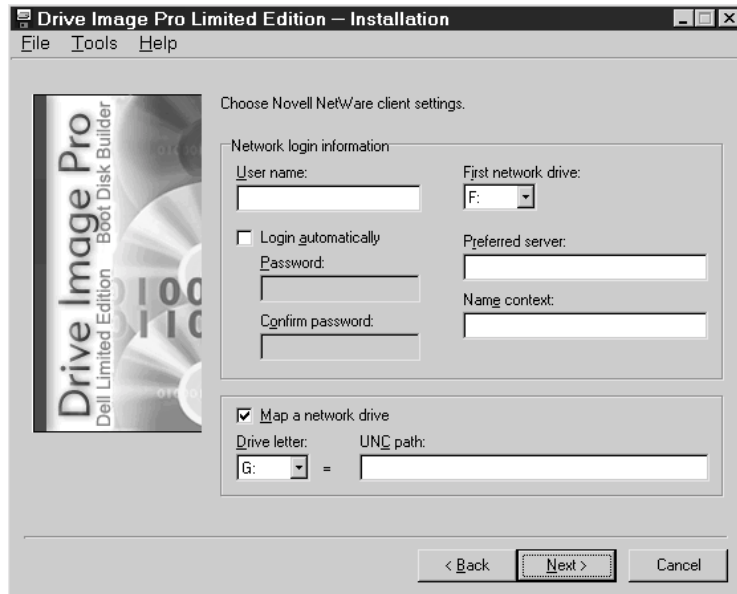 Drive Image Pro Limited Edition – Installation
File Tools Help
Drive Image Pro
Dell Limited Edition Boot Disk Builder
Choose Novell NetWare client settings.
Network login information
User name:
First network drive:
F:
Login automatically
Preferred server:
Password:
Name context:
Confirm password:
Map a network drive
Drive letter: UNC path:
G: =
< Back Next > Cancel